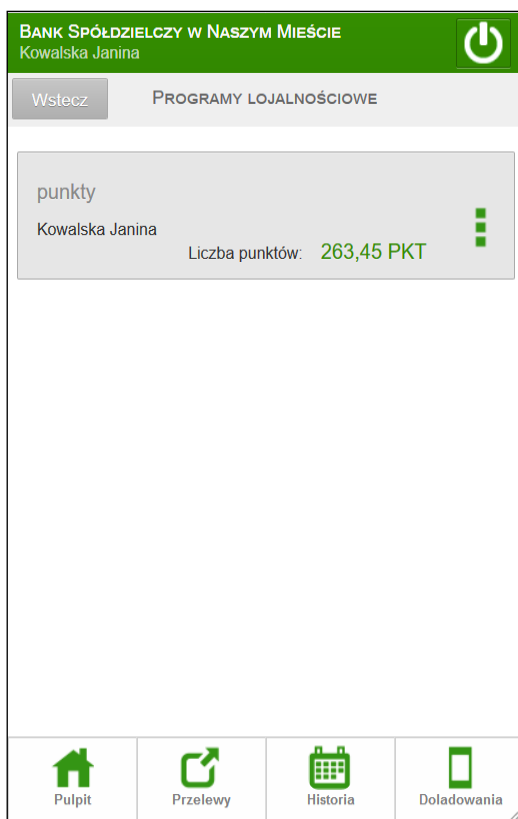 Bank Spółdzielczy w Naszym Mieście
Kowalska Janina
Wstecz
Programy lojalnościowe
punkty
Kowalska Janina
Liczba punktów: 263,45 PKT
Pulpit
Przelewy
Historia
Doladowania